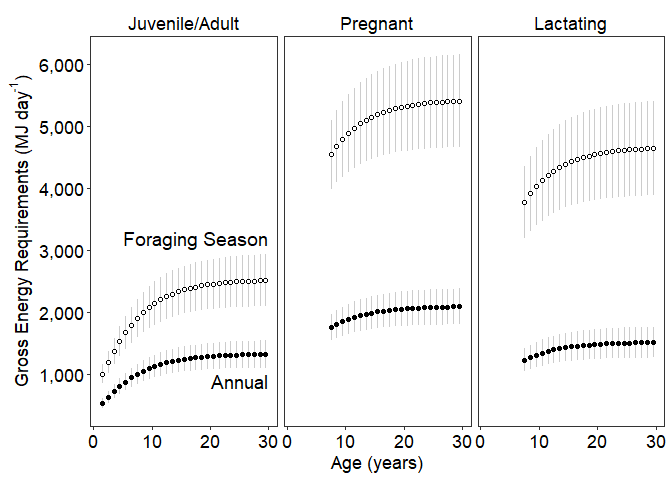 Juvenile/Adult Pregnant Lactating
Gross Energy Requirements (MJ day⁻¹)
6,000
5,000
4,000
3,000
2,000
1,000
Foraging Season
Annual
0 10 20 30 0 10 20 30 0 10 20 30
Age (years)